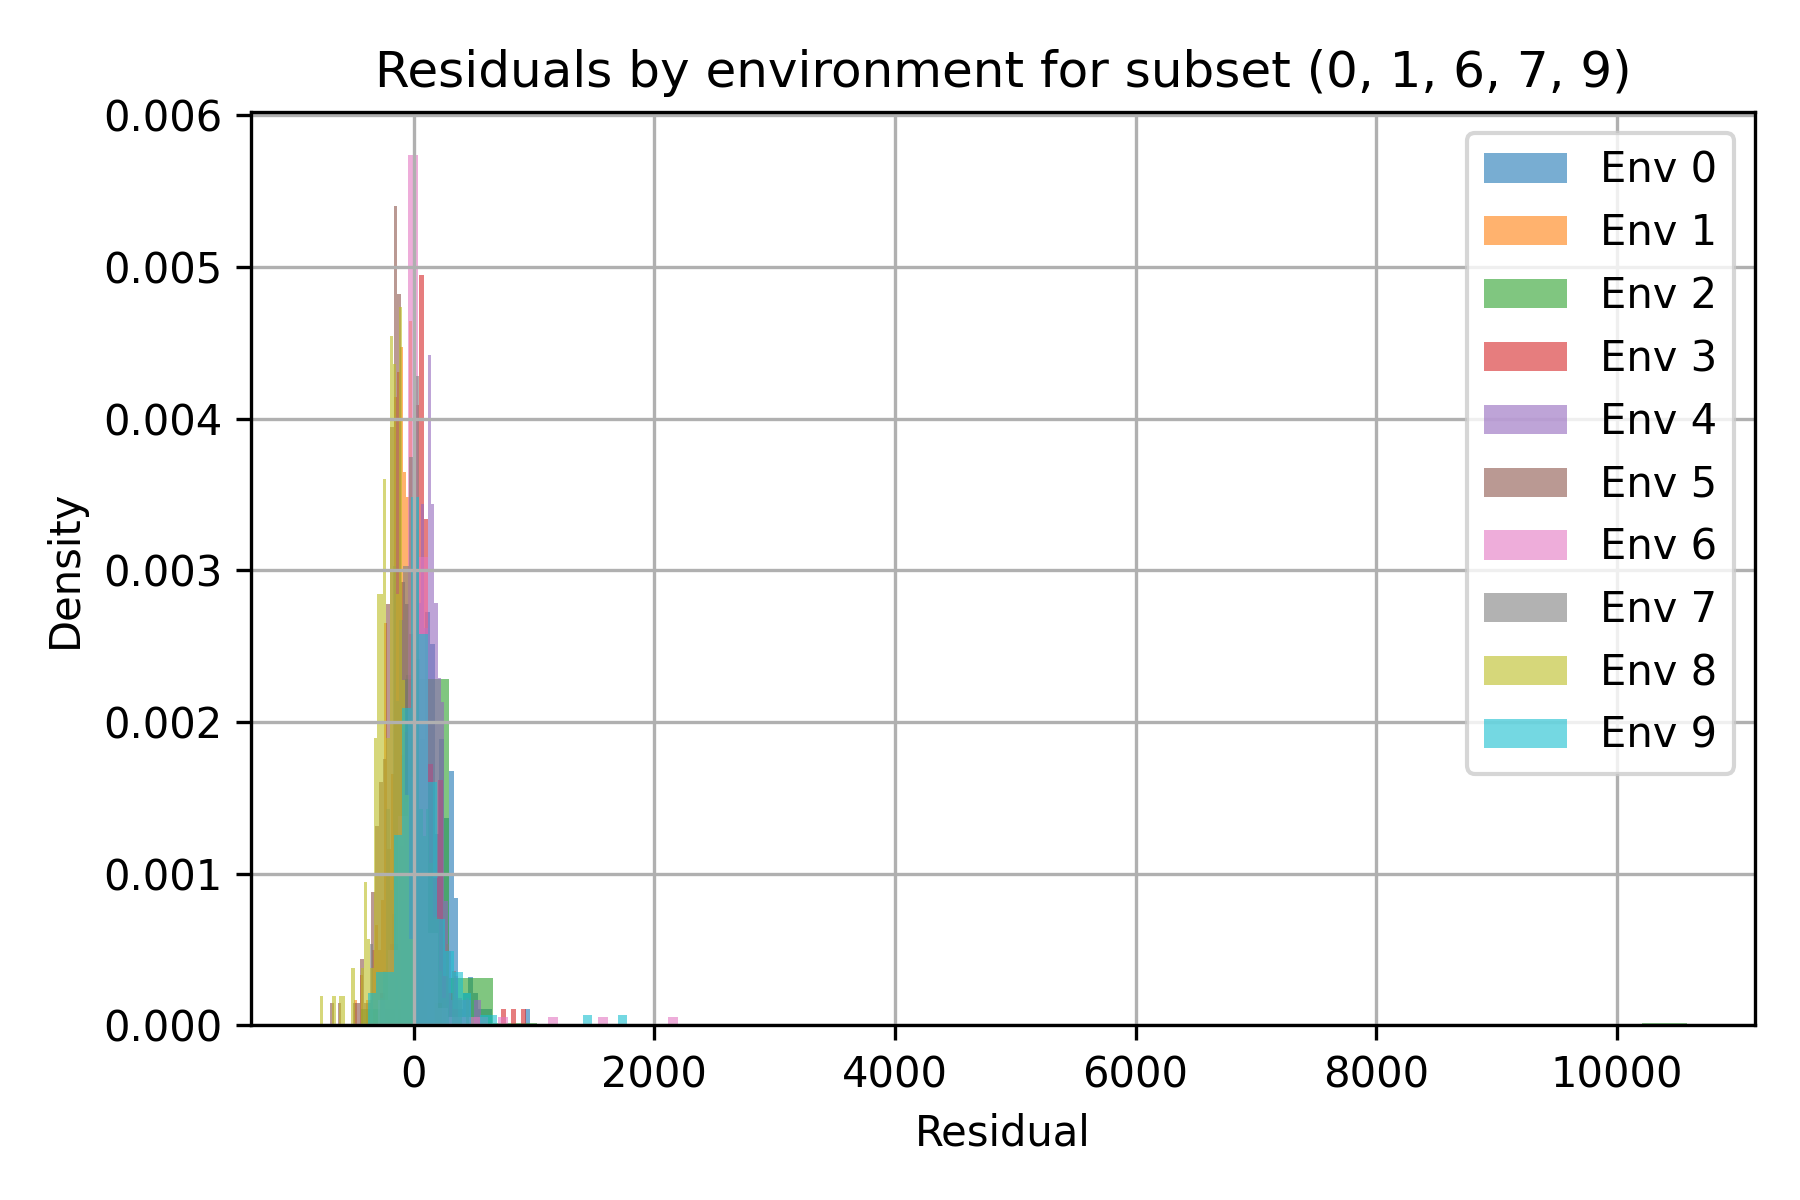 Residuals by environment for subset (0, 1, 6, 7, 9)
0.006
0.005
0.004
0.003
0.002
0.001
0.000
Density
0
2000
4000
6000
8000
10000
Residual
Env 0
Env 1
Env 2
Env 3
Env 4
Env 5
Env 6
Env 7
Env 8
Env 9